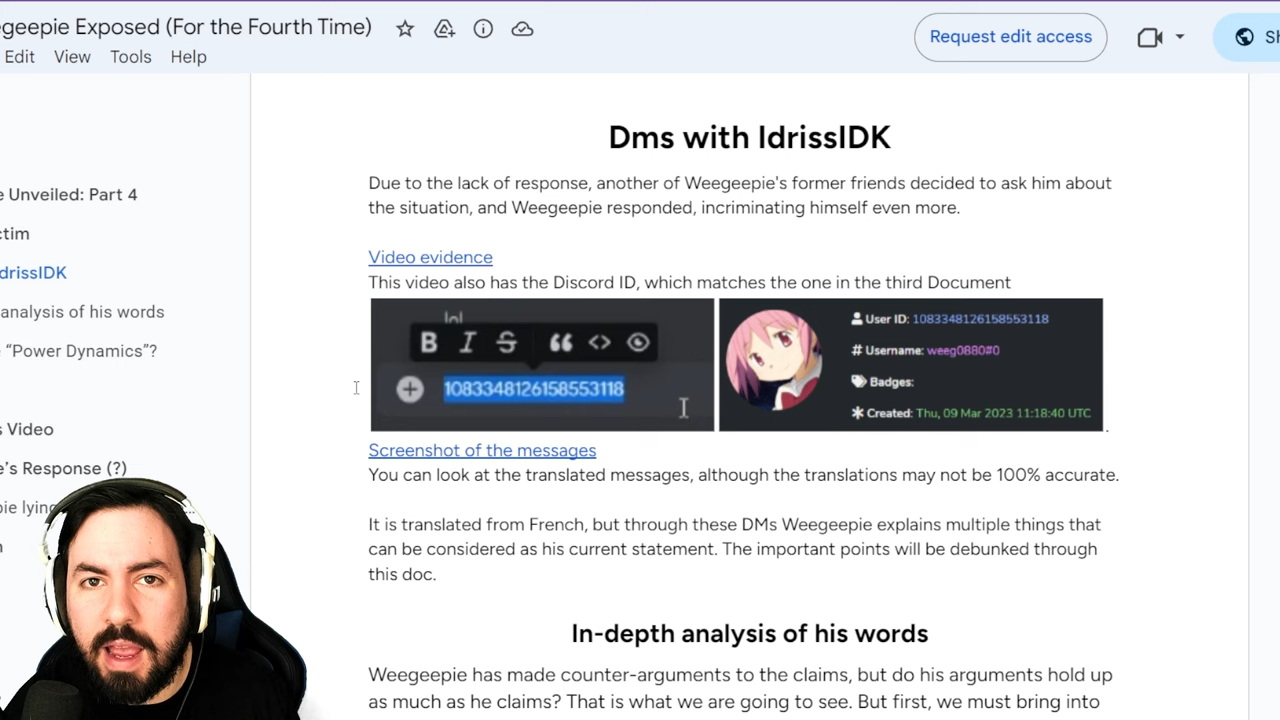 egeepie Exposed (For the Fourth Time)
Request edit access
Sh
Edit View Tools Help
e Unveiled: Part 4
ctim
drissIDK
analysis of his words
e “Power Dynamics”?
s Video
e's Response (?)
pie lying
n
Dms with IdrissIDK
Due to the lack of response, another of Weegeepie's former friends decided to ask him about
the situation, and Weegeepie responded, incriminating himself even more.
Video evidence
This video also has the Discord ID, which matches the one in the third Document
lol
B I S
1083348126158553118
User ID: 1083348126158553118
# Username: weeg0880#0
Badges:
Created: Thu, 09 Mar 2023 11:18:40 UTC
.
Screenshot of the messages
You can look at the translated messages, although the translations may not be 100% accurate.
It is translated from French, but through these DMs Weegeepie explains multiple things that
can be considered as his current statement. The important points will be debunked through
this doc.
In-depth analysis of his words
Weegeepie has made counter-arguments to the claims, but do his arguments hold up
as much as he claims? That is what we are going to see. But first, we must bring into